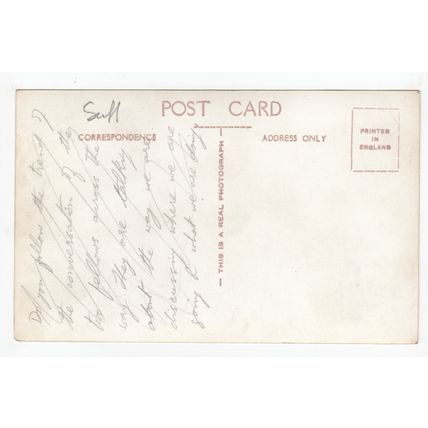 Suff
POST CARD
CORRESPONDENCE
ADDRESS ONLY
PRINTED
IN
ENGLAND
THIS IS A REAL PHOTOGRAPH
Do you follow the trend of
the conversation of the
two fellows across the
way they are talking
about the way we are
discussing where we are
going & what we are doing